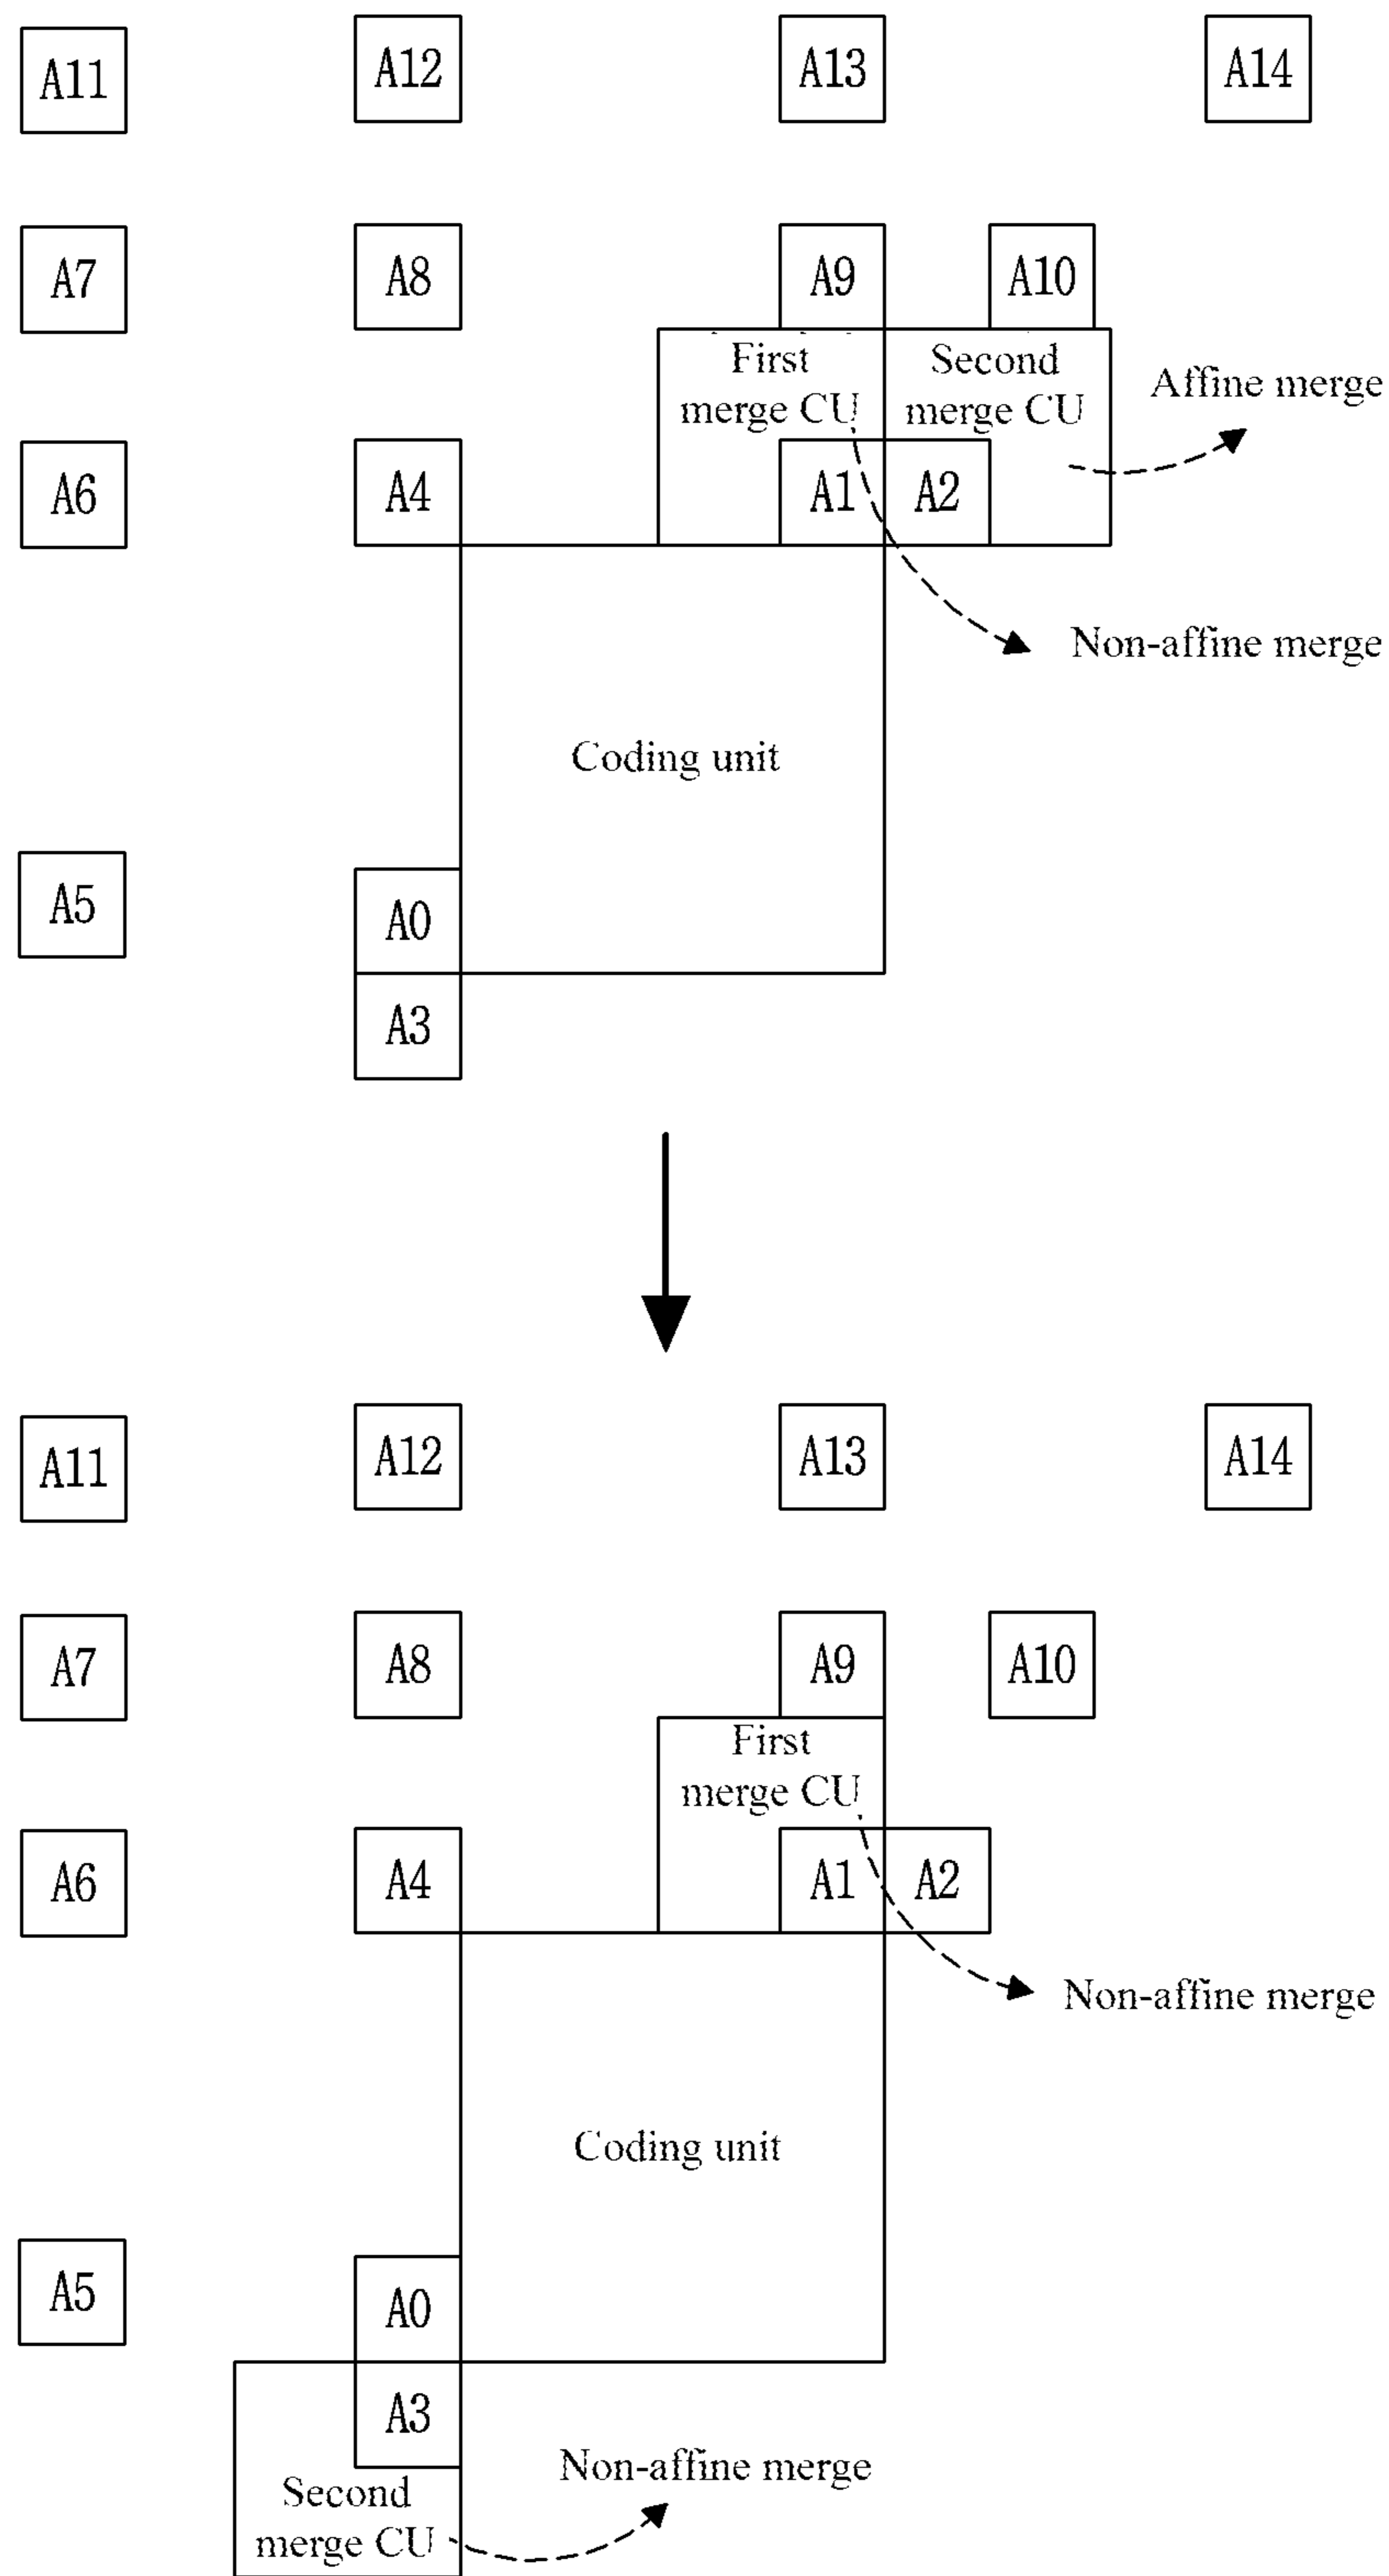 A11
A12
A13
A14
A7
A8
A9
A10
First
merge CU
Second
merge CU
Affine merge
A6
A4
A1
A2
Non-affine merge
Coding unit
A5
A0
A3
A11
A12
A13
A14
A7
A8
A9
A10
First
merge CU
A6
A4
A1
A2
Non-affine merge
Coding unit
A5
A0
A3
Non-affine merge
Second
merge CU